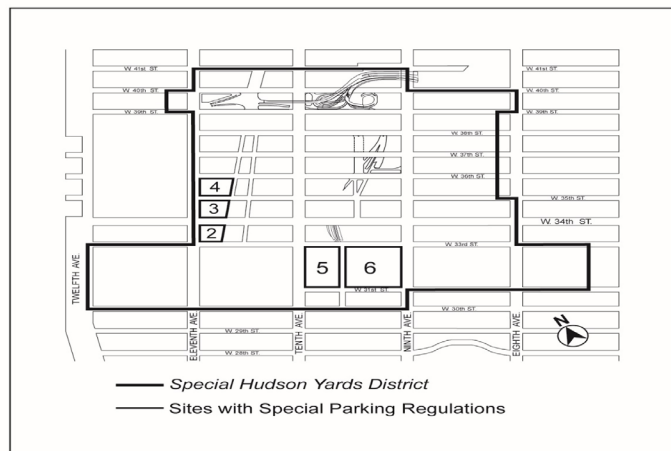 W. 41st ST.
W. 41st ST.
W. 40th ST.
W. 40th ST.
W. 39th ST.
W. 39th ST.
W. 38th ST.
W. 37th ST.
W. 36th ST.
4
W. 35th ST.
3
W. 34th ST.
2
W. 33rd ST.
5
6
TWELFTH AVE.
W. 31st ST.
W. 30th ST.
ELEVENTH AVE.
TENTH AVE.
NINTH AVE.
EIGHTH AVE.
N
W. 29th ST.
W. 28th ST.
Special Hudson Yards District
Sites with Special Parking Regulations